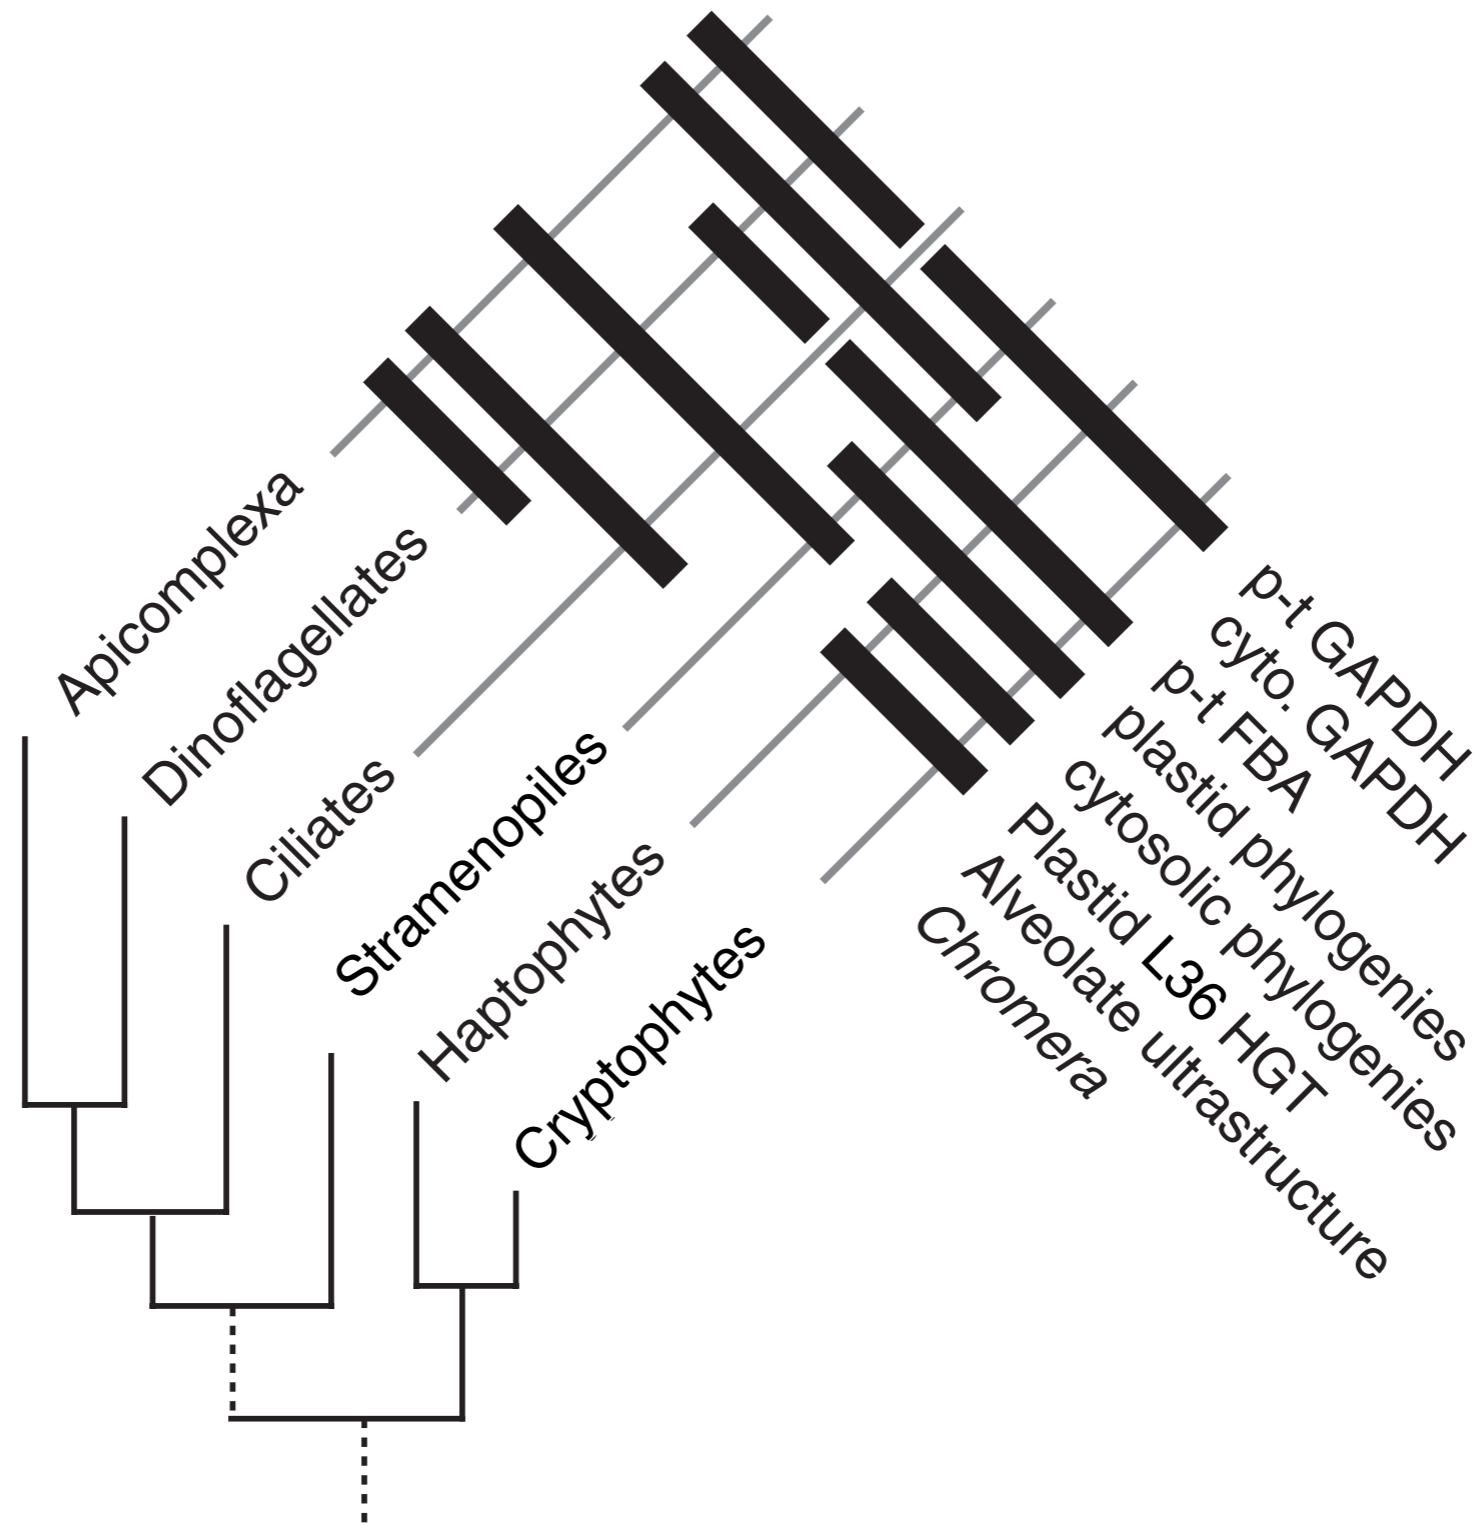 Apicomplexa
Dinoflagellates
Ciliates
Stramenopiles
Haptophytes
Cryptophytes
p-t GAPDH
cyto. GAPDH
p-t FBA
plastid phylogenies
cytosolic phylogenies
Plastid L36 HGT
Alveolate ultrastructure
Chromera